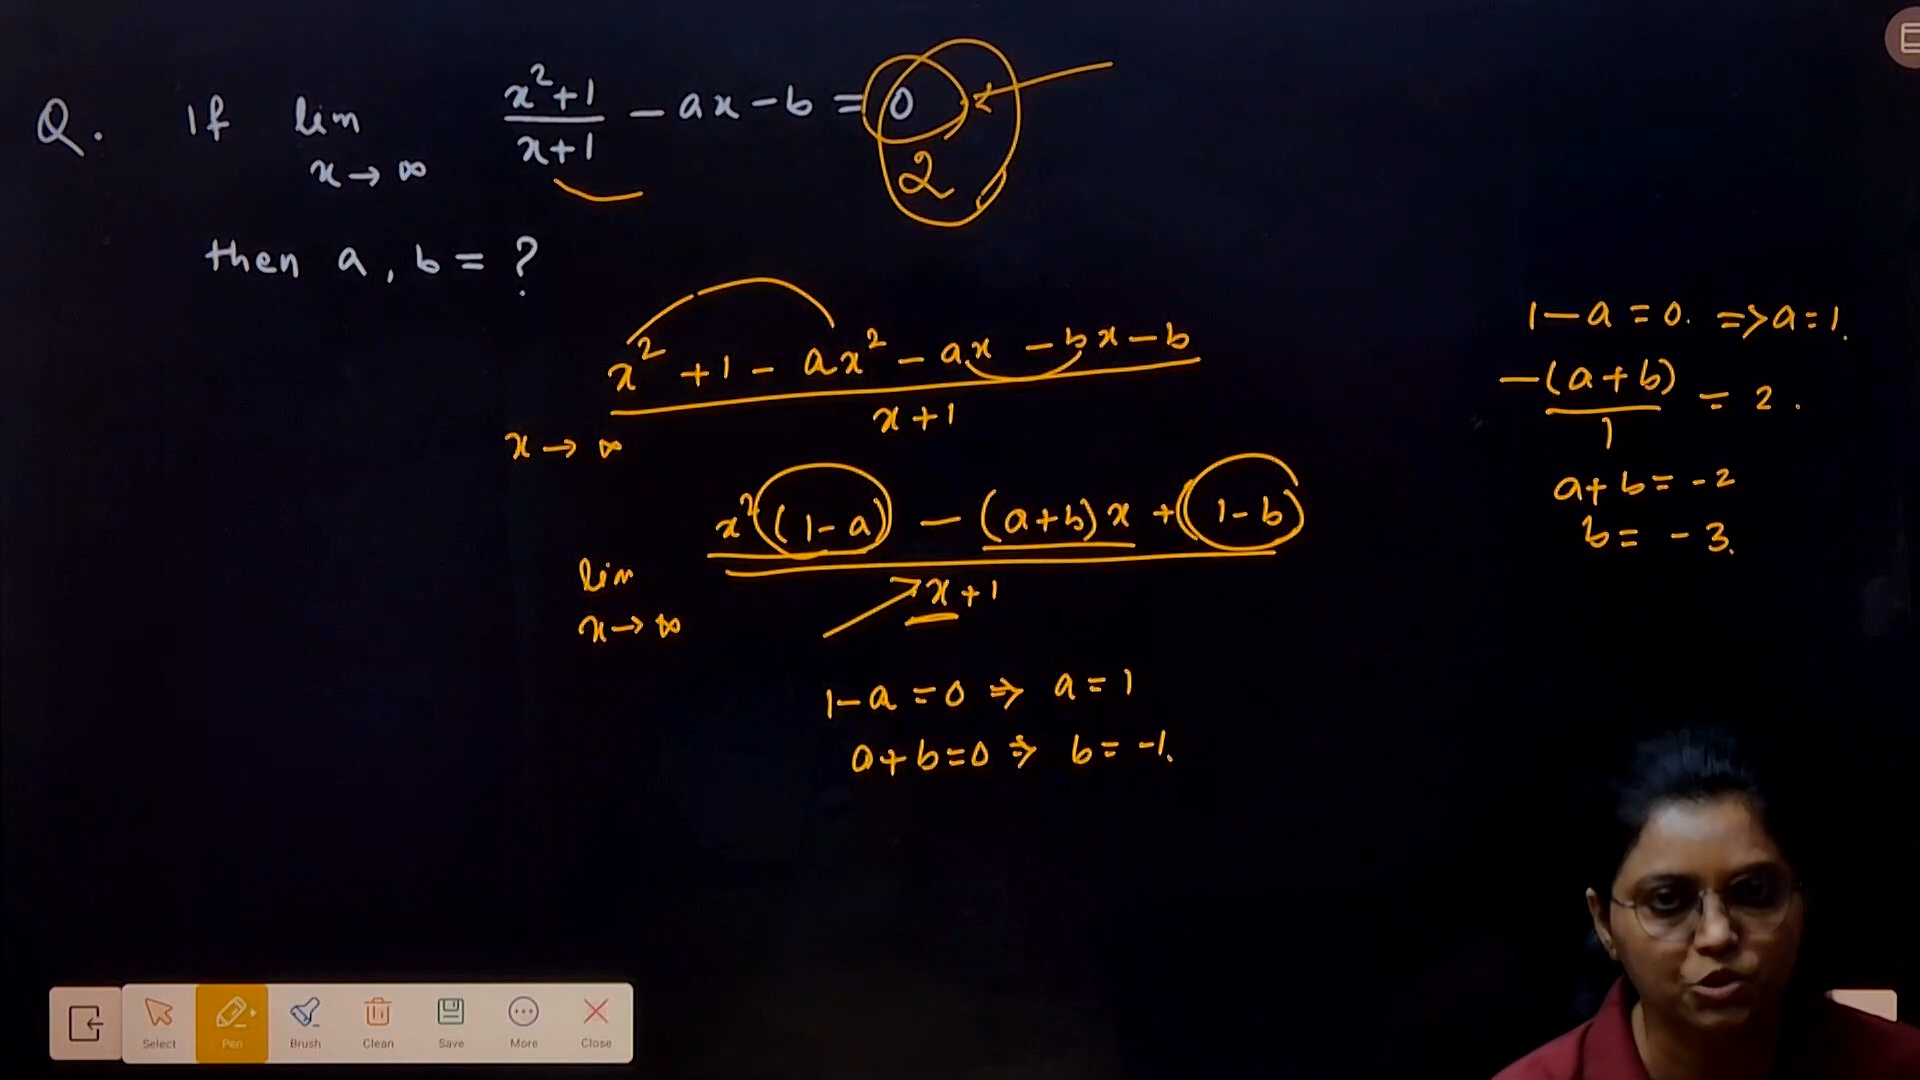 Q. If lim x→∞ (x²+1)/(x+1) - ax - b = 0
2
then a, b = ?
x² + 1 - ax² - ax - bx - b
x + 1
x→∞
x²(1-a) - (a+b)x + (1-b)
lim
x + 1
x→∞
1-a = 0 ⇒ a = 1
a+b = 0 ⇒ b = -1.
1-a = 0. => a = 1.
-(a+b)/1 = 2.
a+b = -2
b = -3.
Select Pen Brush Clean Save More Close